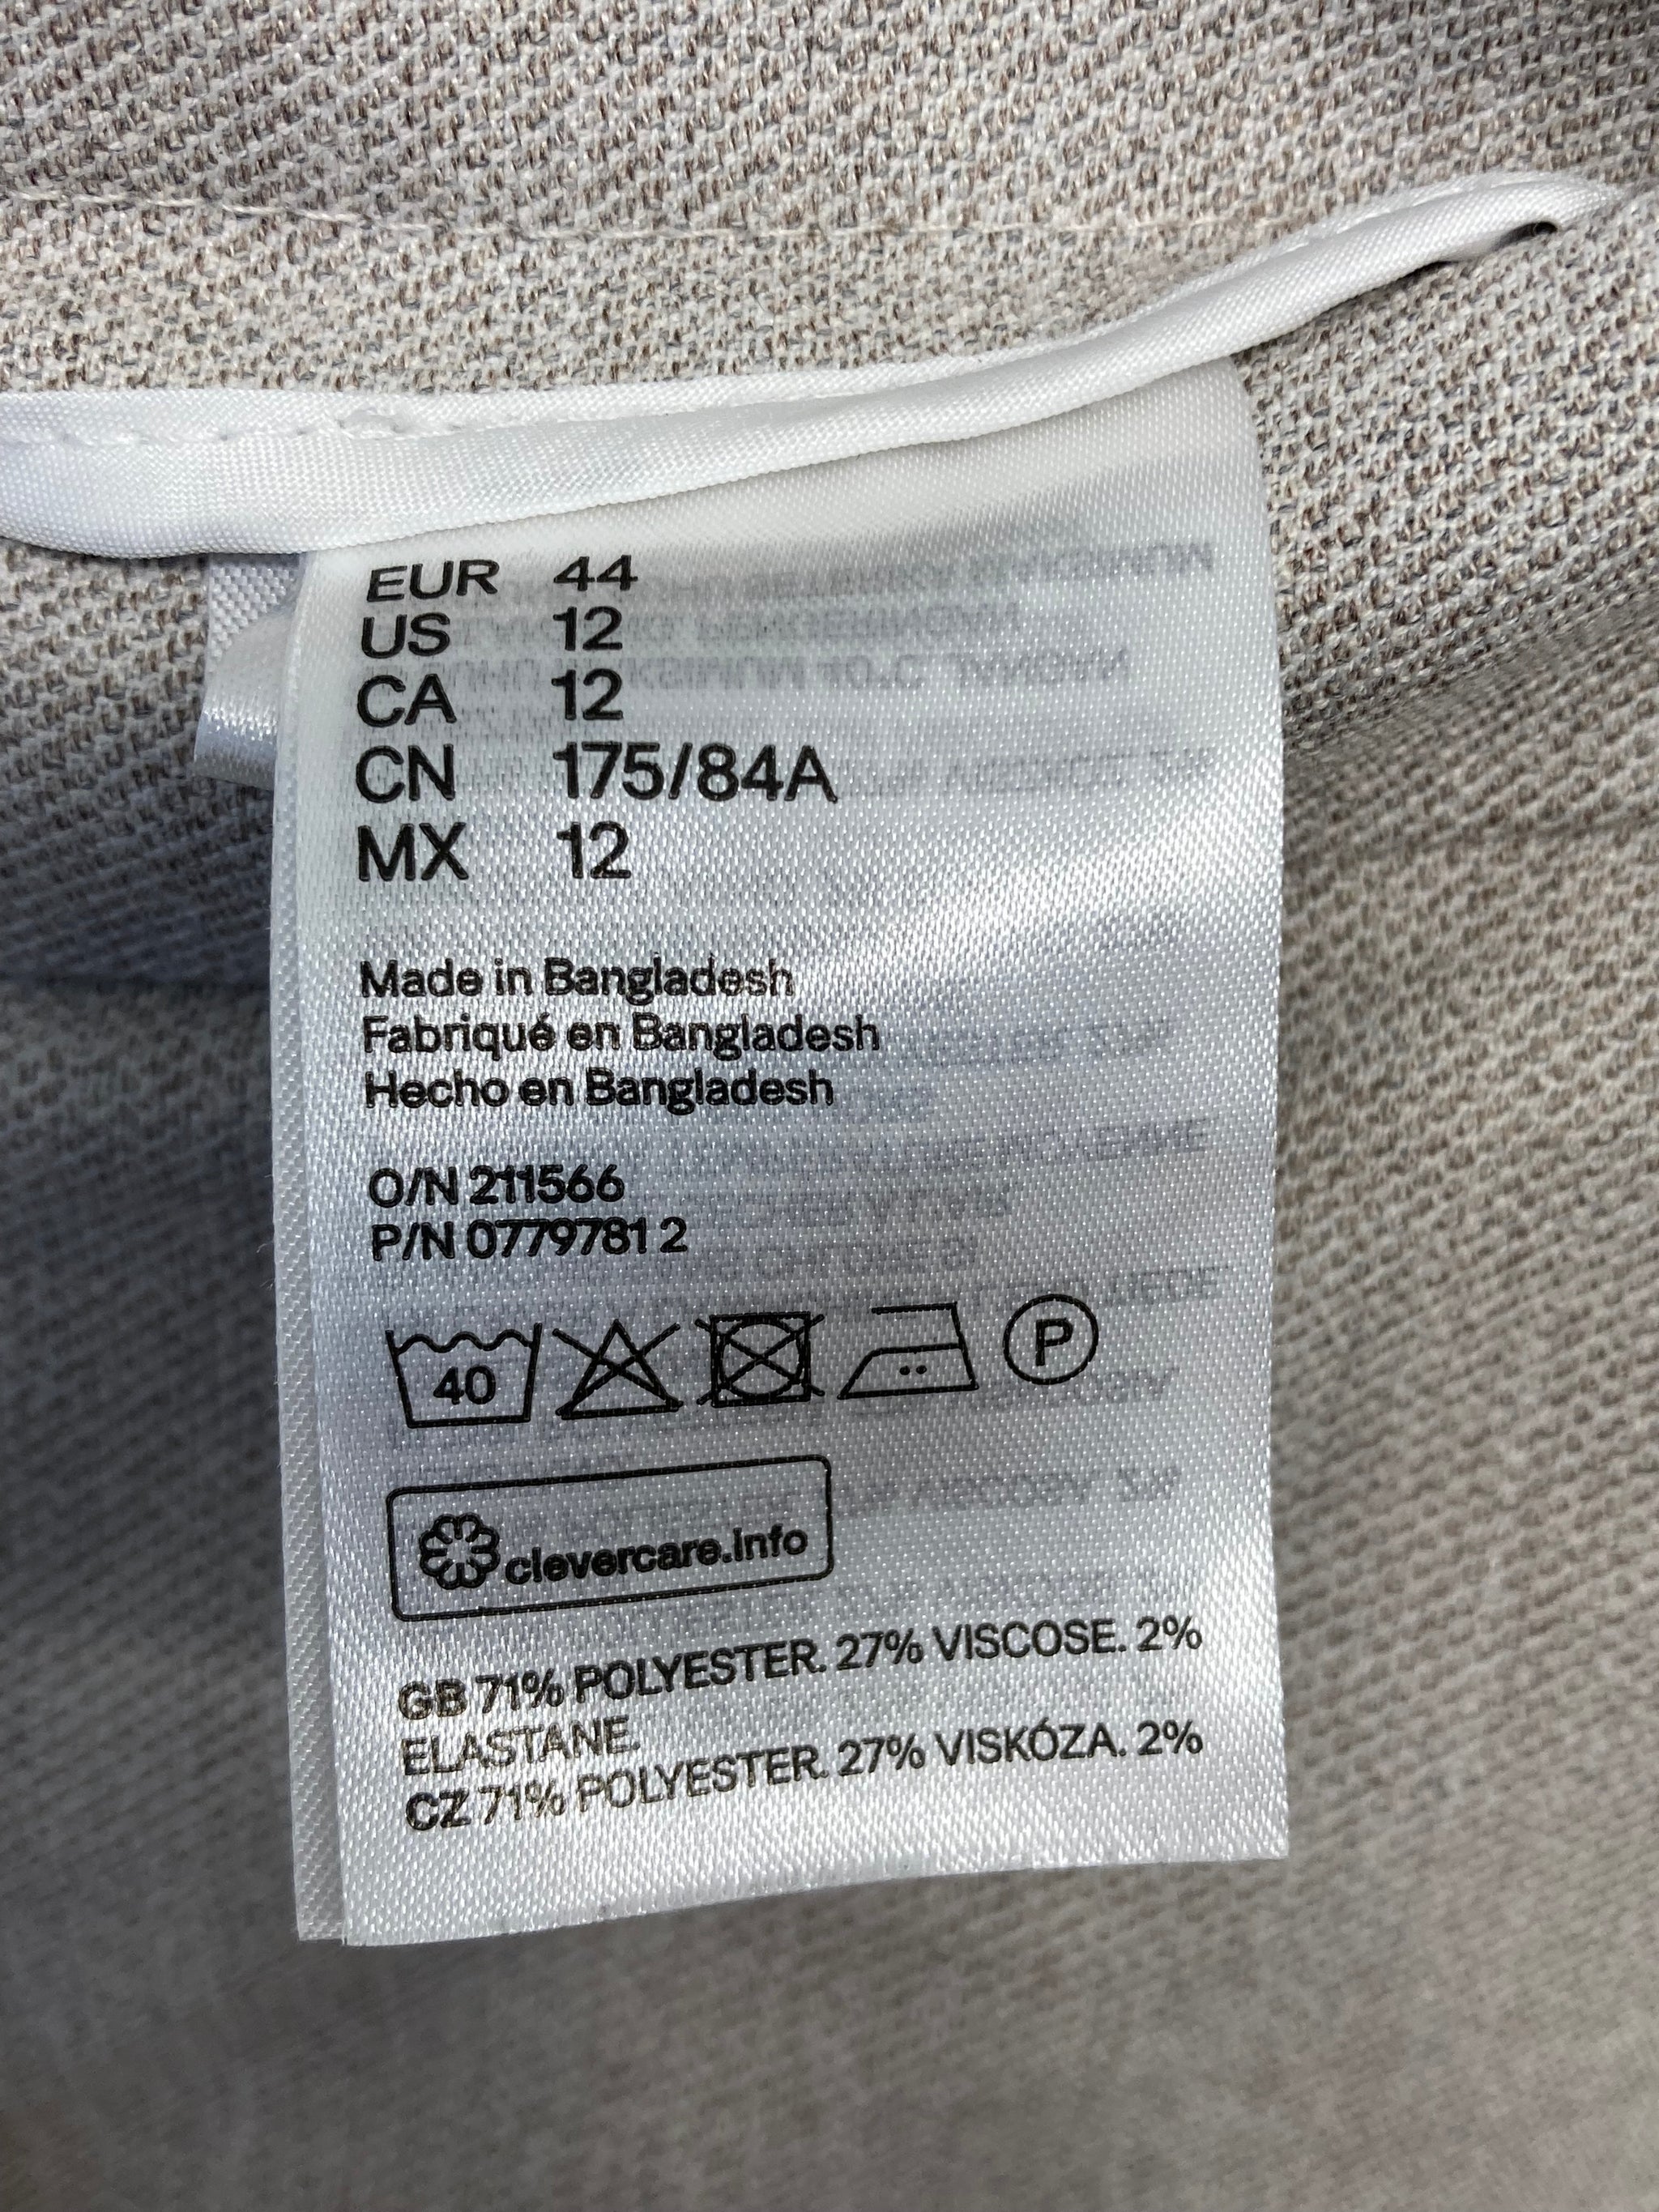 EUR 44
US 12
CA 12
CN 175/84A
MX 12
Made in Bangladesh
Fabriqué en Bangladesh
Hecho en Bangladesh
O/N 211566
P/N 0779781 2
40
P
clevercare.info
GB 71% POLYESTER. 27% VISCOSE. 2%
ELASTANE.
CZ 71% POLYESTER. 27% VISKÓZA. 2%